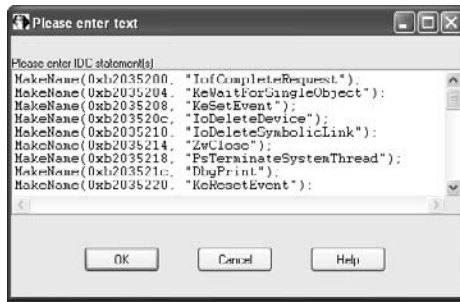 Please enter text
Please enter IDC statement(s)
MakeName(0xb2035200, "IofCompleteRequest");
MakeName(0xb2035204, "KeWaitForSingleObject");
MakeName(0xb2035208, "KeSetEvent");
MakeName(0xb203520c, "IoDeleteDevice");
MakeName(0xb2035210, "IoDeleteSymbolicLink");
MakeName(0xb2035214, "ZwClose");
MakeName(0xb2035218, "PsTerminateSystemThread");
MakeName(0xb203521c, "DbgPrint");
MakeName(0xb2035220, "KeResetEvent");
OK
Cancel
Help